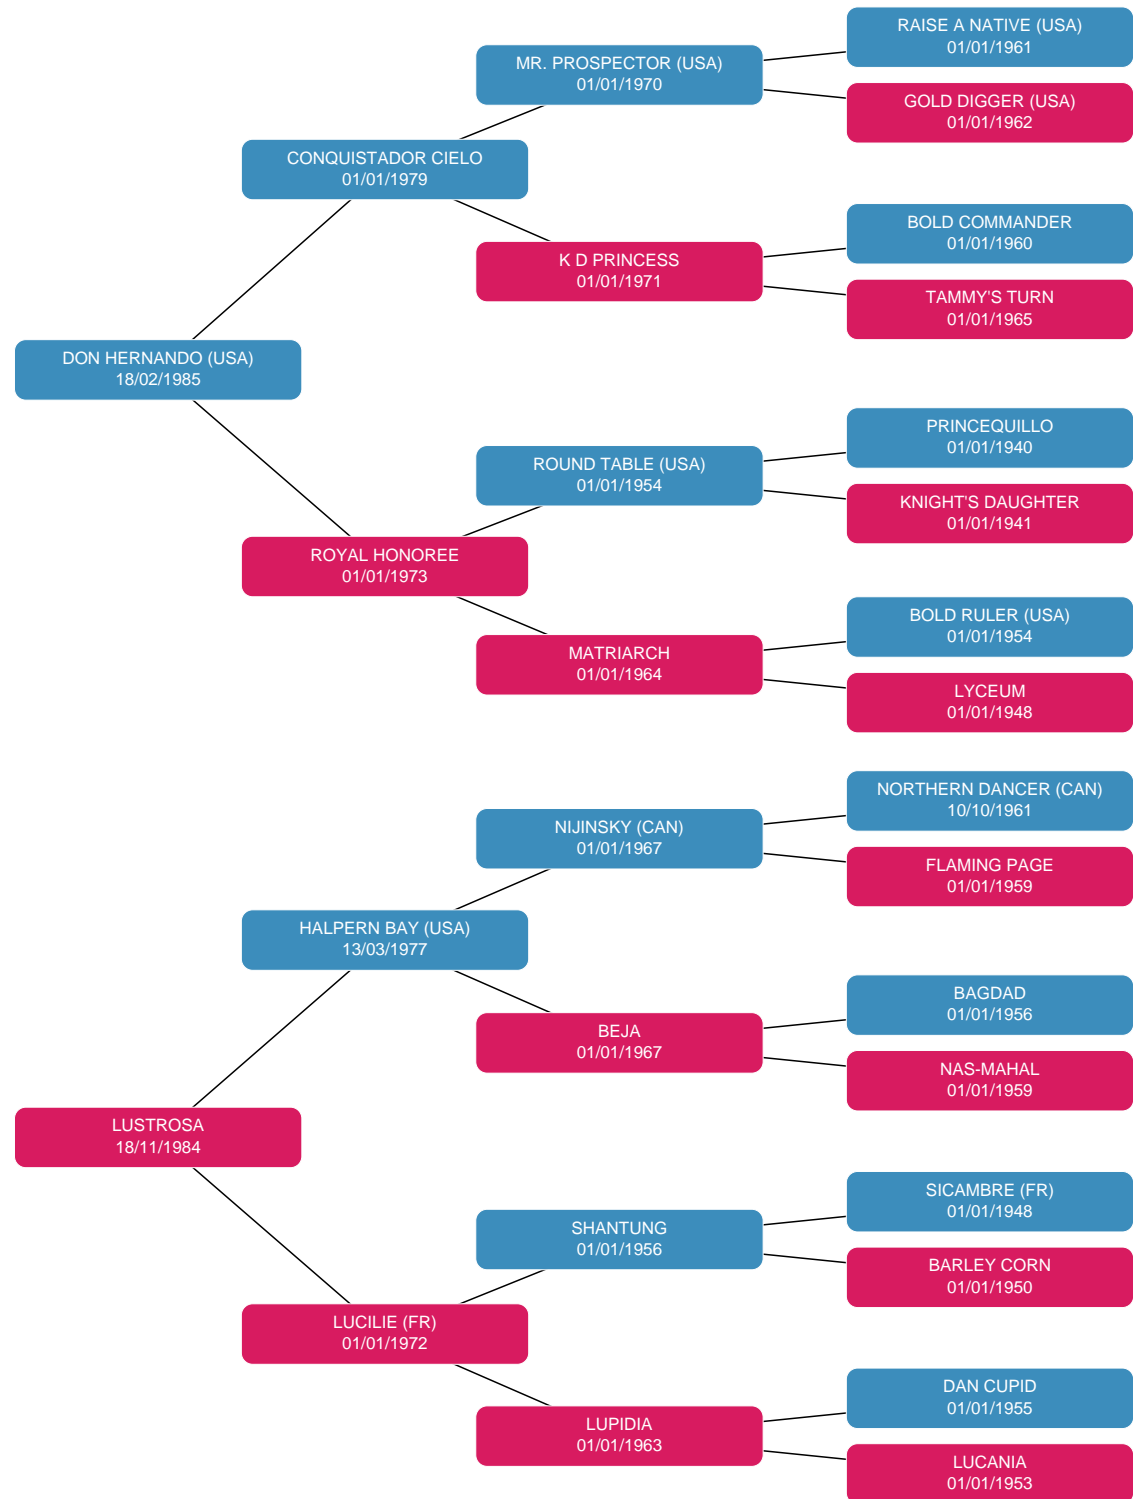 RAISE A NATIVE (USA)
01/01/1961
MR. PROSPECTOR (USA)
01/01/1970
GOLD DIGGER (USA)
01/01/1962
CONQUISTADOR CIELO
01/01/1979
BOLD COMMANDER
01/01/1960
K D PRINCESS
01/01/1971
TAMMY'S TURN
01/01/1965
DON HERNANDO (USA)
18/02/1985
PRINCEQUILLO
01/01/1940
ROUND TABLE (USA)
01/01/1954
KNIGHT'S DAUGHTER
01/01/1941
ROYAL HONOREE
01/01/1973
BOLD RULER (USA)
01/01/1954
MATRIARCH
01/01/1964
LYCEUM
01/01/1948
NORTHERN DANCER (CAN)
10/10/1961
NIJINSKY (CAN)
01/01/1967
FLAMING PAGE
01/01/1959
HALPERN BAY (USA)
13/03/1977
BAGDAD
01/01/1956
BEJA
01/01/1967
NAS-MAHAL
01/01/1959
LUSTROSA
18/11/1984
SICAMBRE (FR)
01/01/1948
SHANTUNG
01/01/1956
BARLEY CORN
01/01/1950
LUCILIE (FR)
01/01/1972
DAN CUPID
01/01/1955
LUPIDIA
01/01/1963
LUCANIA
01/01/1953